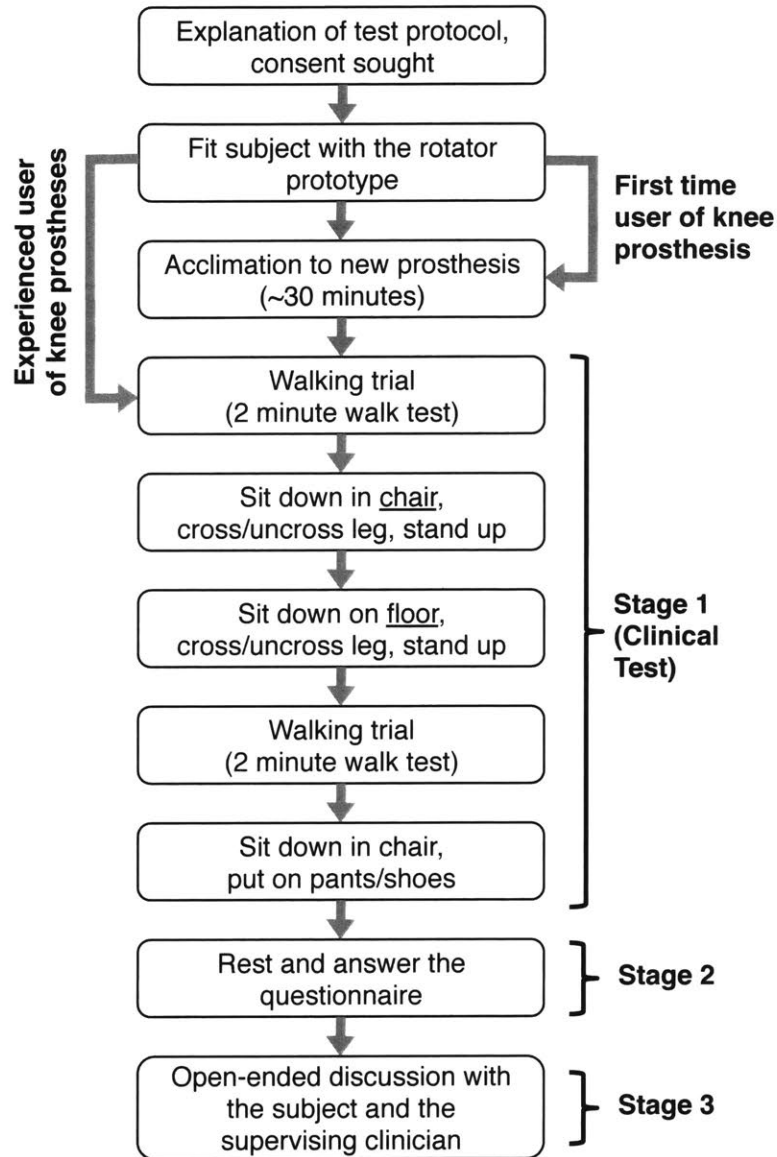 Explanation of test protocol,
consent sought
Fit subject with the rotator
prototype
Experienced user
of knee prostheses
First time
user of knee
prosthesis
Acclimation to new prosthesis
(~30 minutes)
Walking trial
(2 minute walk test)
Sit down in chair,
cross/uncross leg, stand up
Sit down on floor,
cross/uncross leg, stand up
Stage 1
(Clinical
Test)
Walking trial
(2 minute walk test)
Sit down in chair,
put on pants/shoes
Rest and answer the
questionnaire
Stage 2
Open-ended discussion with
the subject and the
supervising clinician
Stage 3